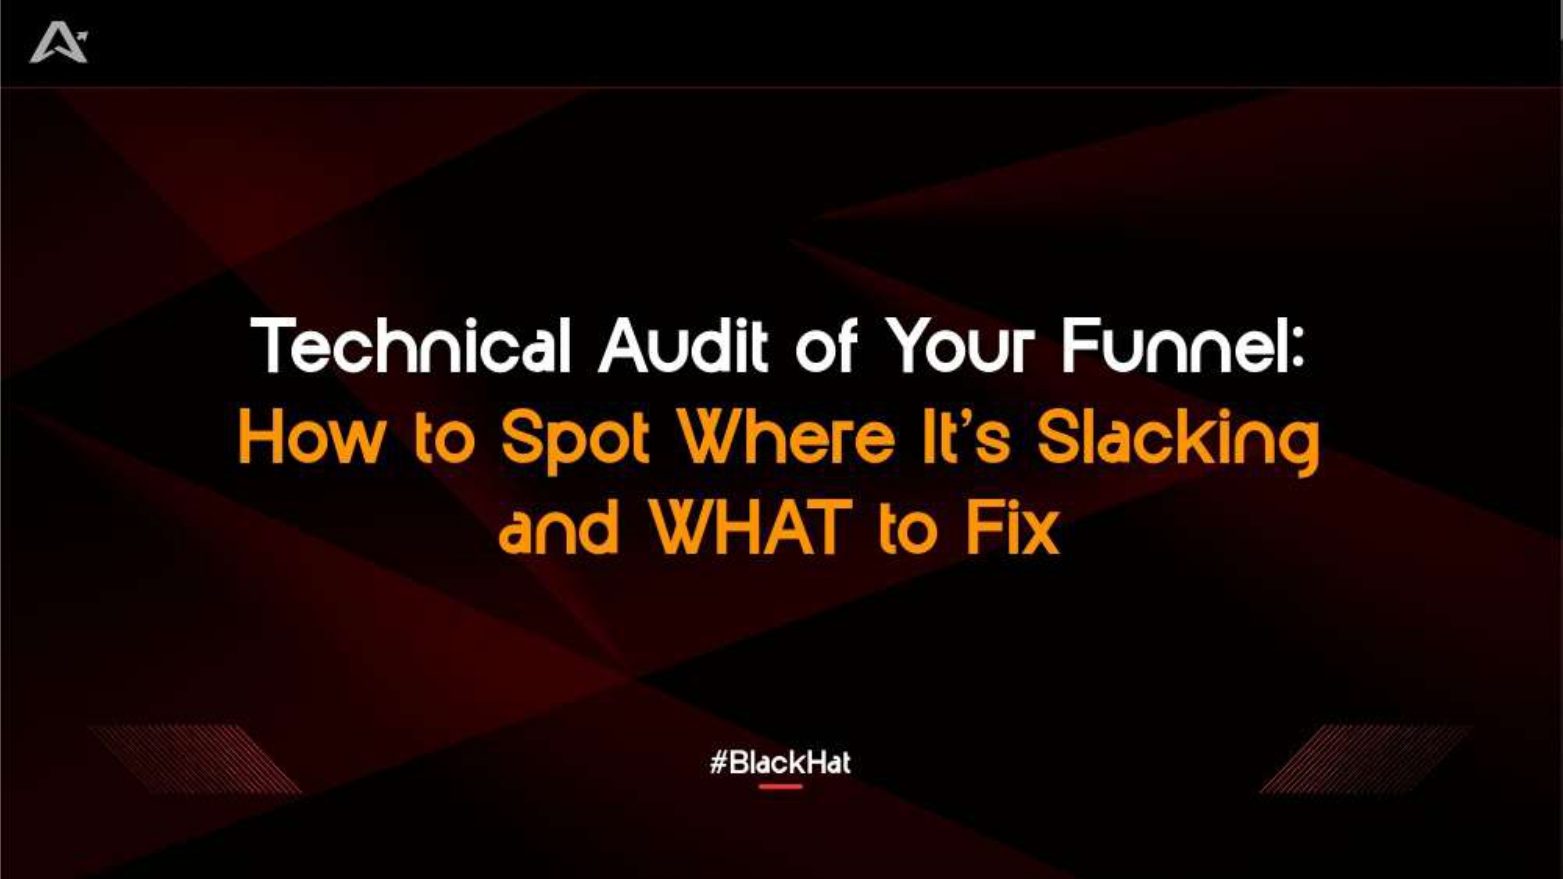 Technical Audit of Your Funnel:
How to Spot Where It's Slacking
and WHAT to Fix
#BlackHat